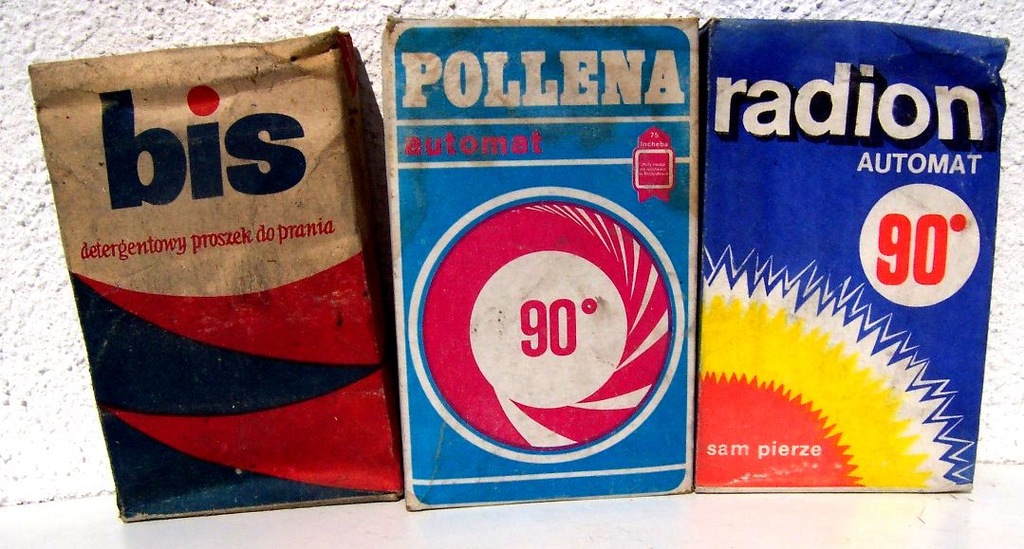 bis
detergentowy proszek do prania
POLLENA
automat
75
Incheba
90°
radion
AUTOMAT
90°
sam pierze